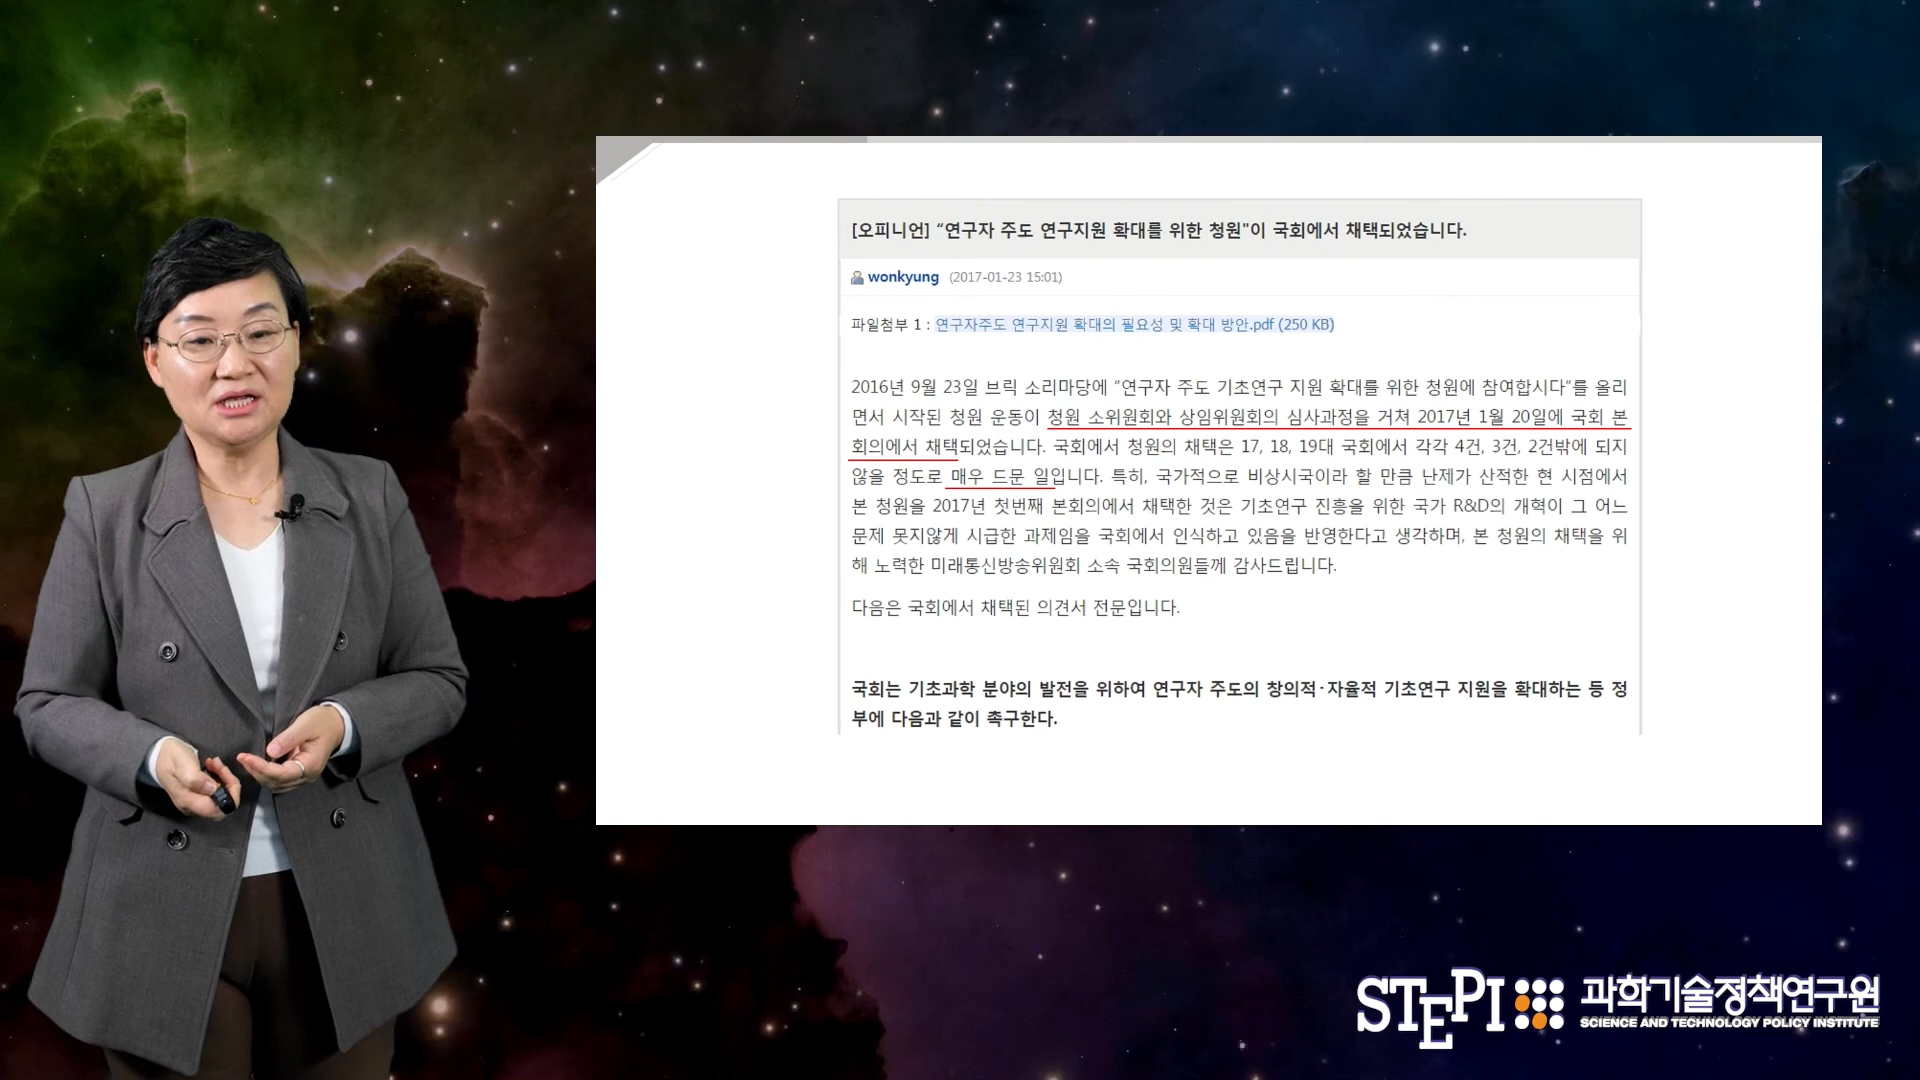 [오피니언] “연구자 주도 연구지원 확대를 위한 청원"이 국회에서 채택되었습니다.
wonkyung (2017-01-23 15:01)
파일첨부 1 : 연구자주도 연구지원 확대의 필요성 및 확대 방안.pdf (250 KB)
2016년 9월 23일 브릭 소리마당에 “연구자 주도 기초연구 지원 확대를 위한 청원에 참여합시다”를 올리
면서 시작된 청원 운동이 청원 소위원회와 상임위원회의 심사과정을 거쳐 2017년 1월 20일에 국회 본
회의에서 채택되었습니다. 국회에서 청원의 채택은 17, 18, 19대 국회에서 각각 4건, 3건, 2건밖에 되지
않을 정도로 매우 드문 일입니다. 특히, 국가적으로 비상시국이라 할 만큼 난제가 산적한 현 시점에서
본 청원을 2017년 첫번째 본회의에서 채택한 것은 기초연구 진흥을 위한 국가 R&D의 개혁이 그 어느
문제 못지않게 시급한 과제임을 국회에서 인식하고 있음을 반영한다고 생각하며, 본 청원의 채택을 위
해 노력한 미래통신방송위원회 소속 국회의원들께 감사드립니다.
다음은 국회에서 채택된 의견서 전문입니다.
국회는 기초과학 분야의 발전을 위하여 연구자 주도의 창의적·자율적 기초연구 지원을 확대하는 등 정
부에 다음과 같이 촉구한다.
STEPI 과학기술정책연구원
SCIENCE AND TECHNOLOGY POLICY INSTITUTE